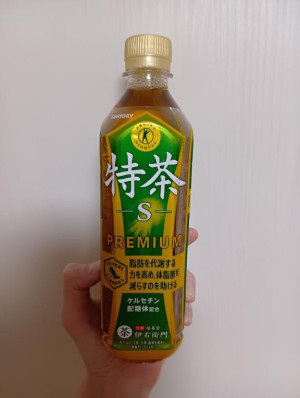 SUNTORY
特茶
S
PREMIUM
脂肪を代謝する
力を高め、体脂肪を
減らすのを助ける
ケルセチン
配糖体配合
茶
伊右衛門